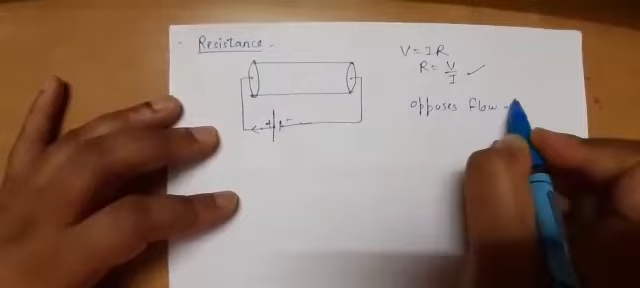 Resistance -
V = IR
R = V/I ✓
+ -
opposes flow -